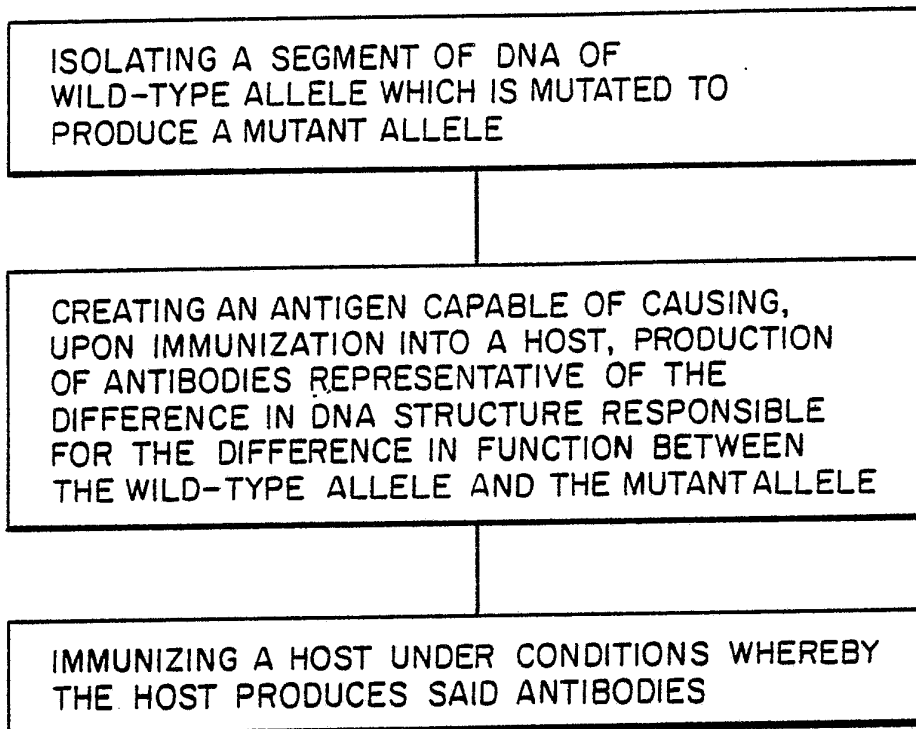 ISOLATING A SEGMENT OF DNA OF
WILD-TYPE ALLELE WHICH IS MUTATED TO
PRODUCE A MUTANT ALLELE
CREATING AN ANTIGEN CAPABLE OF CAUSING,
UPON IMMUNIZATION INTO A HOST, PRODUCTION
OF ANTIBODIES REPRESENTATIVE OF THE
DIFFERENCE IN DNA STRUCTURE RESPONSIBLE
FOR THE DIFFERENCE IN FUNCTION BETWEEN
THE WILD-TYPE ALLELE AND THE MUTANT ALLELE
IMMUNIZING A HOST UNDER CONDITIONS WHEREBY
THE HOST PRODUCES SAID ANTIBODIES